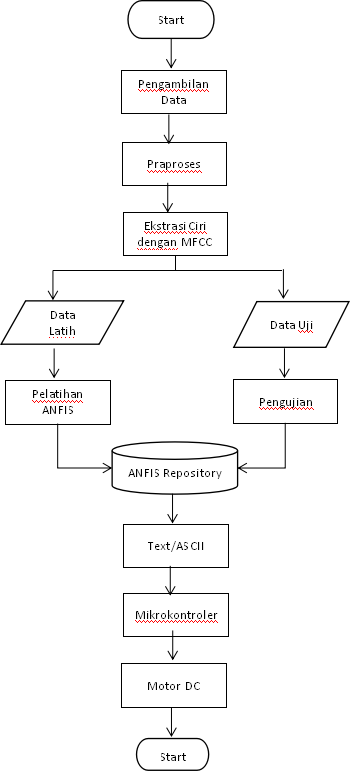 Start
Pengambilan
Data
Praproses
Ekstrasi Ciri
dengan MFCC
Data
Latih
Data Uji
Pelatihan
ANFIS
Pengujian
ANFIS Repository
Text/ASCII
Mikrokontroler
Motor DC
Start